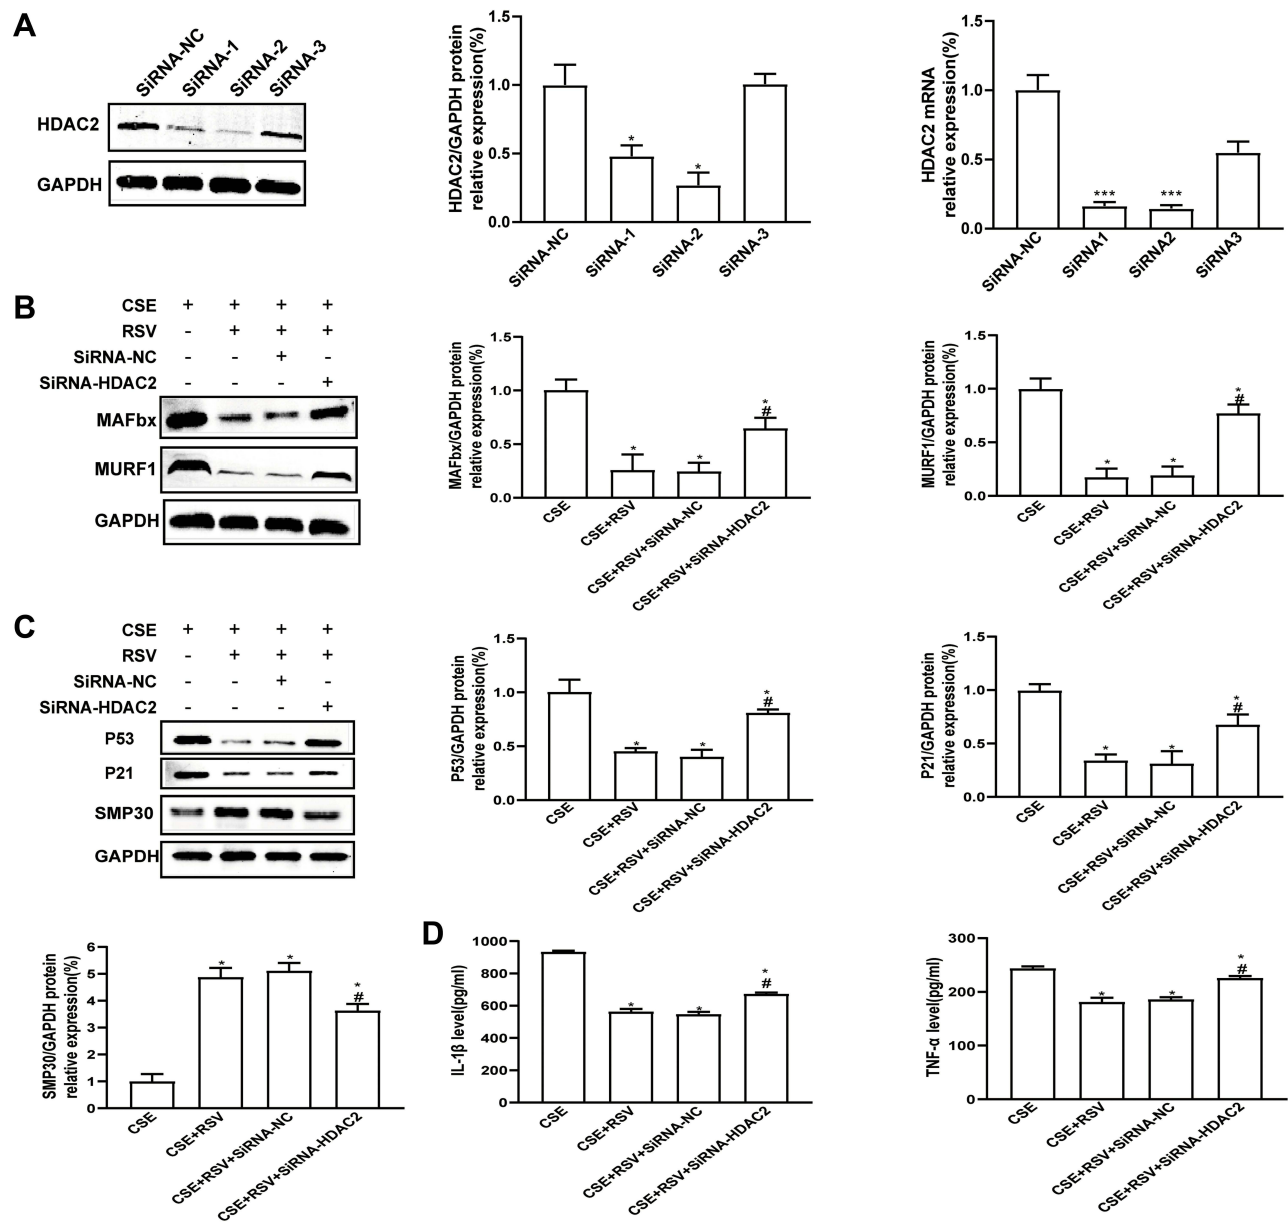 A
SiRNA-NC
SiRNA-1
SiRNA-2
SiRNA-3
HDAC2
GAPDH
HDAC2/GAPDH protein
relative expression(%)
1.5
1.0
0.5
0.0
*
*
SiRNA-NC
SiRNA-1
SiRNA-2
SiRNA-3
HDAC2 mRNA
relative expression(%)
1.5
1.0
0.5
0.0
***
***
SiRNA-NC
SiRNA1
SiRNA2
SiRNA3
B
CSE + + + +
RSV - + + +
SiRNA-NC - - + -
SiRNA-HDAC2 - - - +
MAFbx
MURF1
GAPDH
MAFbx/GAPDH protein
relative expression(%)
1.5
1.0
0.5
0.0
*
*
*
#
CSE
CSE+RSV
CSE+RSV+SiRNA-NC
CSE+RSV+SiRNA-HDAC2
MURF1/GAPDH protein
relative expression(%)
1.5
1.0
0.5
0.0
*
*
*
#
CSE
CSE+RSV
CSE+RSV+SiRNA-NC
CSE+RSV+SiRNA-HDAC2
C
CSE + + + +
RSV - + + +
SiRNA-NC - - + -
SiRNA-HDAC2 - - - +
P53
P21
SMP30
GAPDH
P53/GAPDH protein
relative expression(%)
1.5
1.0
0.5
0.0
*
*
*
#
CSE
CSE+RSV
CSE+RSV+SiRNA-NC
CSE+RSV+SiRNA-HDAC2
P21/GAPDH protein
relative expression(%)
1.5
1.0
0.5
0.0
*
*
*
#
CSE
CSE+RSV
CSE+RSV+SiRNA-NC
CSE+RSV+SiRNA-HDAC2
SMP30/GAPDH protein
relative expression(%)
6
5
4
3
2
1
0
*
*
*
#
CSE
CSE+RSV
CSE+RSV+SiRNA-NC
CSE+RSV+SiRNA-HDAC2
D
IL-1β level(pg/ml)
1000
800
600
400
200
0
*
*
*
#
CSE
CSE+RSV
CSE+RSV+SiRNA-NC
CSE+RSV+SiRNA-HDAC2
TNF-α level(pg/ml)
300
200
100
0
*
*
*
#
CSE
CSE+RSV
CSE+RSV+SiRNA-NC
CSE+RSV+SiRNA-HDAC2